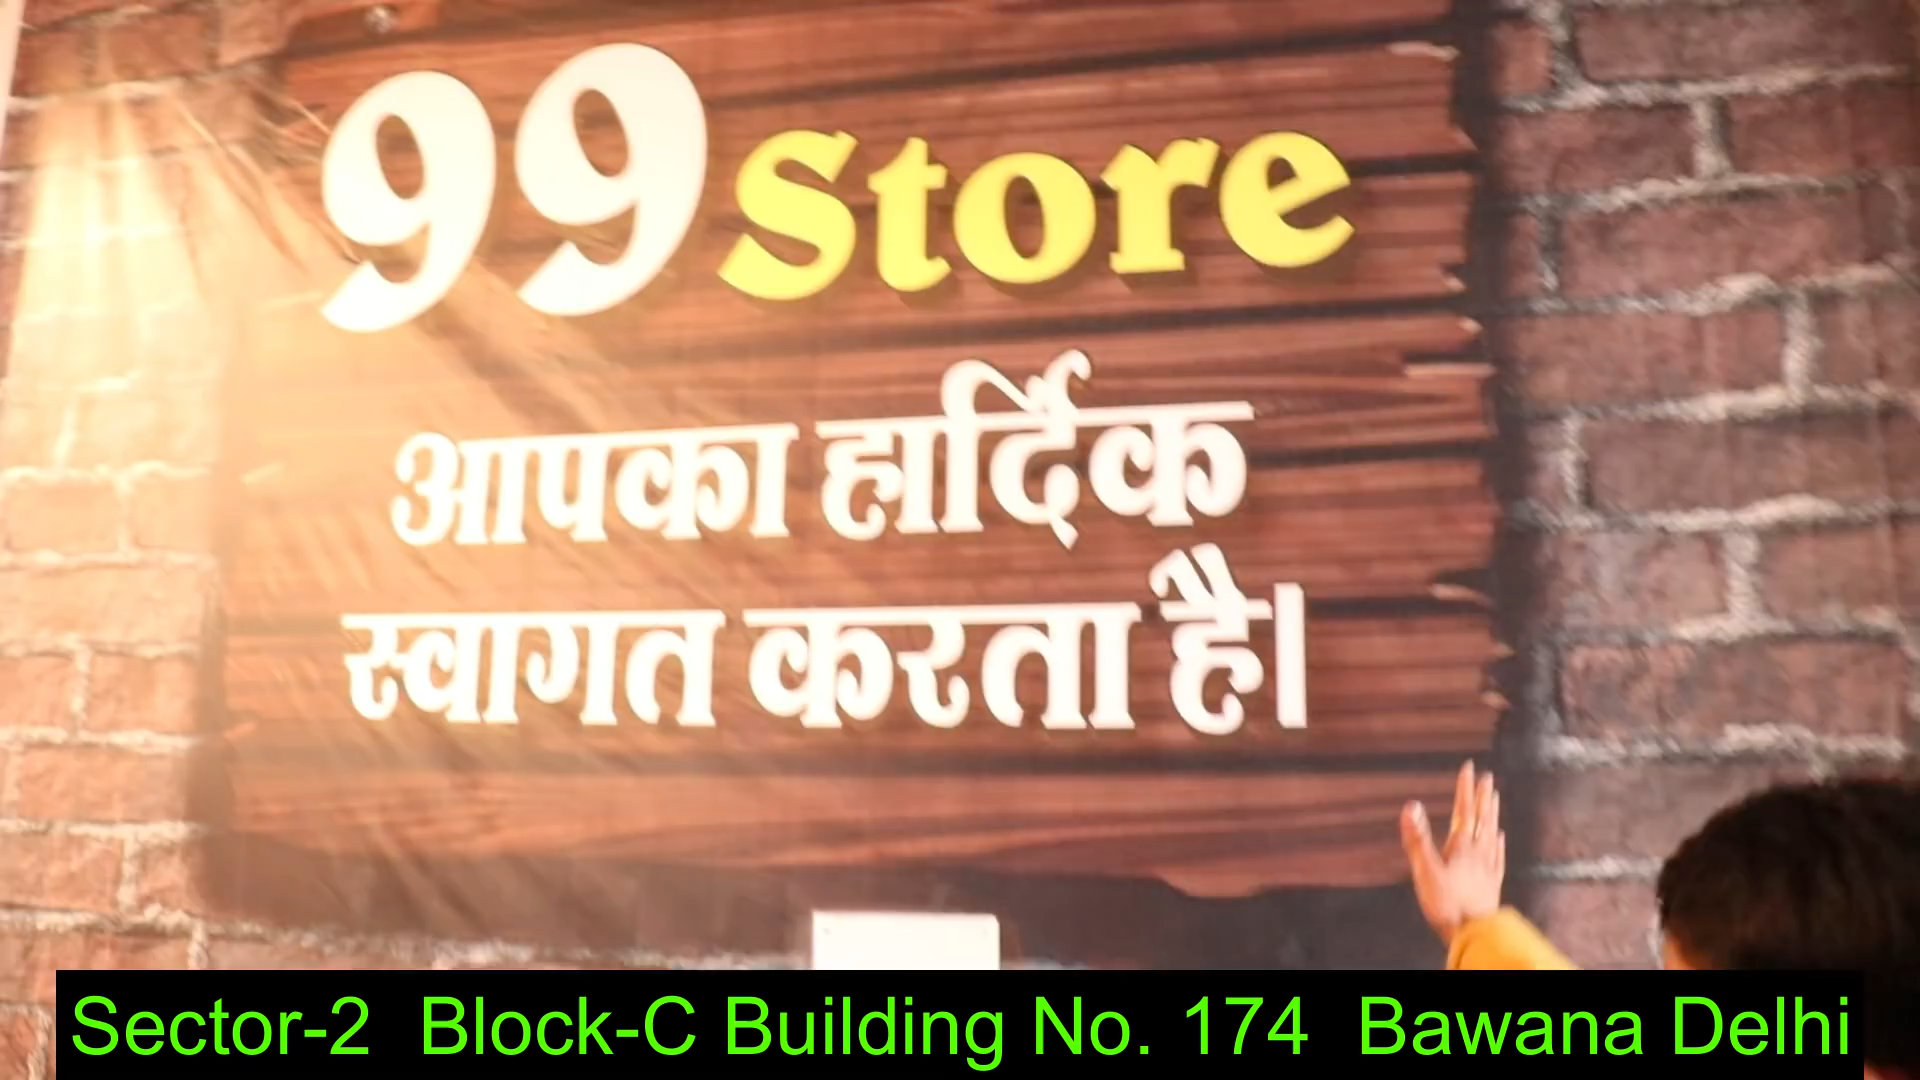 99 Store
आपका हार्दिक
स्वागत करता है।
Sector-2 Block-C Building No. 174 Bawana Delhi